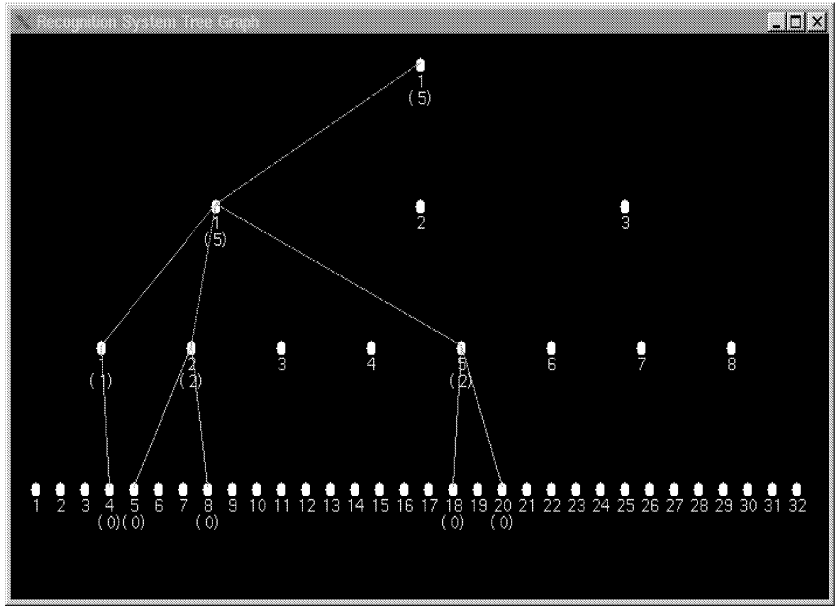 Recognition System Tree Graph
1
( 5)
1 2 3
( 5)
1 2 3 4 5 6 7 8
( 1) ( 2) ( 2)
1 2 3 4 5 6 7 8 9 10 11 12 13 14 15 16 17 18 19 20 21 22 23 24 25 26 27 28 29 30 31 32
( 0) ( 0) ( 0) ( 0) ( 0)